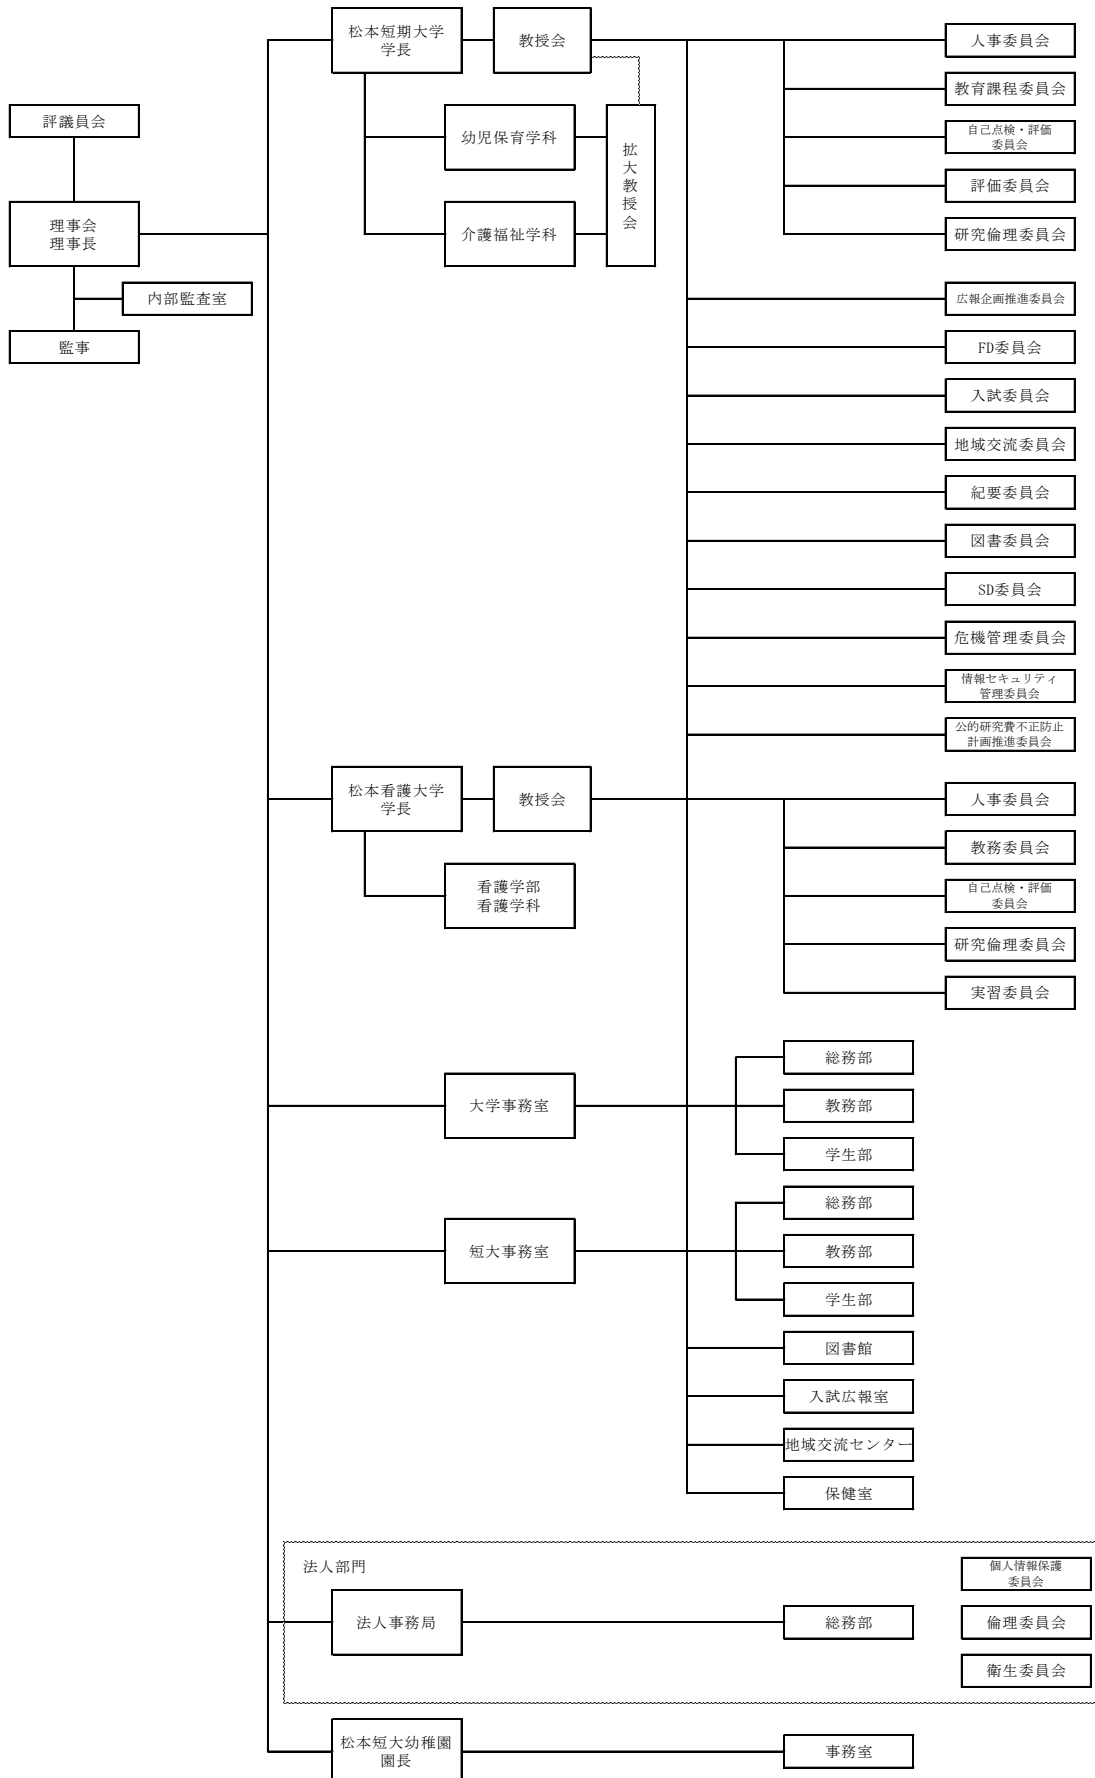 松本短期大学
学長
教授会
人事委員会
教育課程委員会
評議員会
幼児保育学科
拡大教授会
自己点検・評価
委員会
評価委員会
理事会
理事長
介護福祉学科
研究倫理委員会
内部監査室
広報企画推進委員会
監事
FD委員会
入試委員会
地域交流委員会
紀要委員会
図書委員会
SD委員会
危機管理委員会
情報セキュリティ
管理委員会
公的研究費不正防止
計画推進委員会
松本看護大学
学長
教授会
人事委員会
教務委員会
看護学部
看護学科
自己点検・評価
委員会
研究倫理委員会
実習委員会
総務部
大学事務室
教務部
学生部
総務部
短大事務室
教務部
学生部
図書館
入試広報室
地域交流センター
保健室
法人部門
個人情報保護
委員会
法人事務局
総務部
倫理委員会
衛生委員会
松本短大幼稚園
園長
事務室